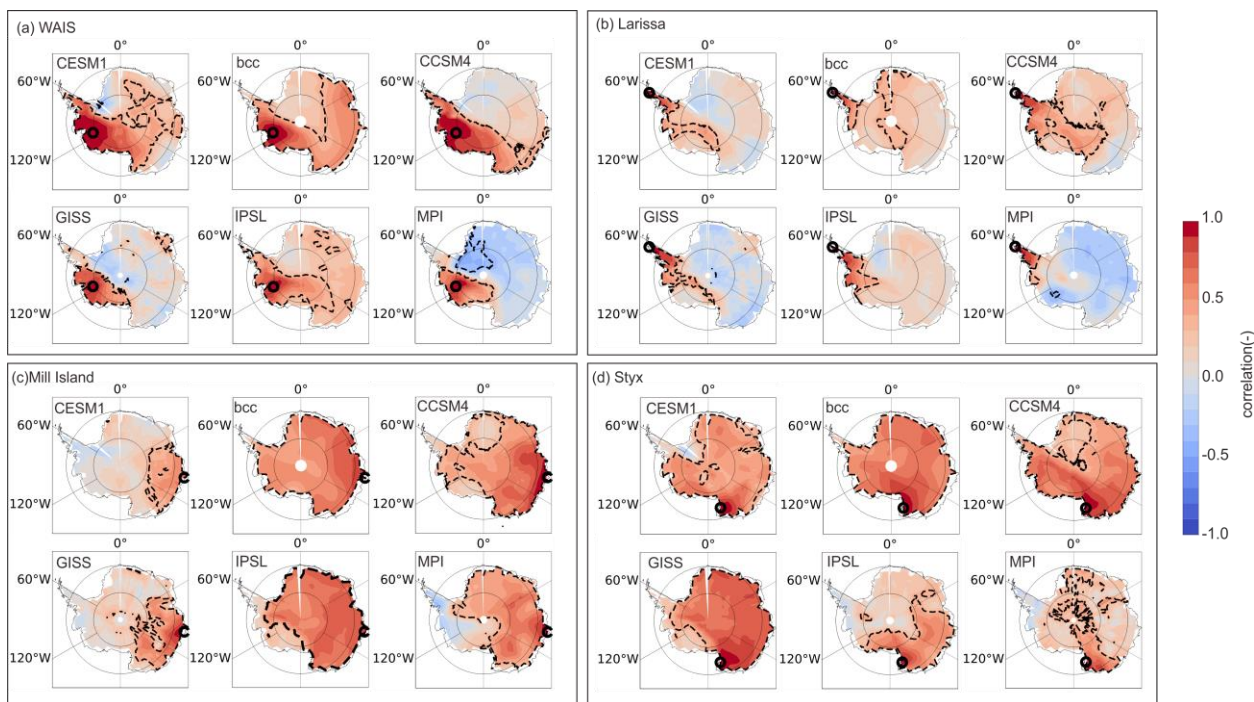 (a) WAIS
0° 0° 0°
CESM1 bcc CCSM4
60°W 60°W 60°W
120°W 120°W 120°W
0° 0° 0°
GISS IPSL MPI
60°W 60°W 60°W
120°W 120°W 120°W
(b) Larissa
0° 0° 0°
CESM1 bcc CCSM4
60°W 60°W 60°W
120°W 120°W 120°W
0° 0° 0°
GISS IPSL MPI
60°W 60°W 60°W
120°W 120°W 120°W
(c)Mill Island
0° 0° 0°
CESM1 bcc CCSM4
60°W 60°W 60°W
120°W 120°W 120°W
0° 0° 0°
GISS IPSL MPI
60°W 60°W 60°W
120°W 120°W 120°W
(d) Styx
0° 0° 0°
CESM1 bcc CCSM4
60°W 60°W 60°W
120°W 120°W 120°W
0° 0° 0°
GISS IPSL MPI
60°W 60°W 60°W
120°W 120°W 120°W
1.0
0.5
0.0
-0.5
-1.0
correlation(-)